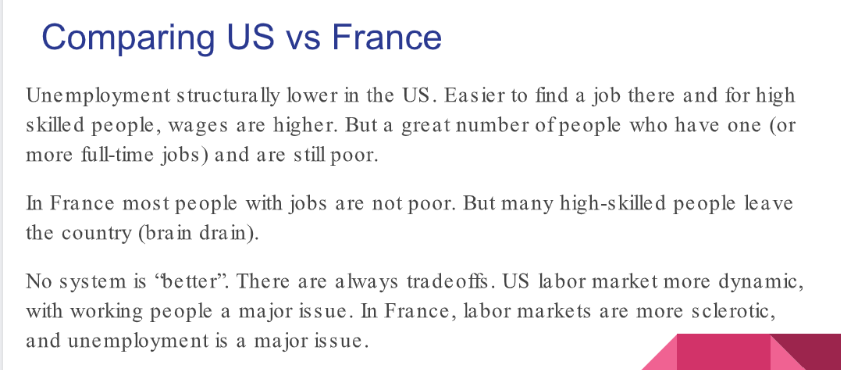 Comparing US vs France
Unemployment structurally lower in the US. Easier to find a job there and for high
skilled people, wages are higher. But a great number of people who have one (or
more full-time jobs) and are still poor.
In France most people with jobs are not poor. But many high-skilled people leave
the country (brain drain).
No system is “better”. There are always tradeoffs. US labor market more dynamic,
with working people a major issue. In France, labor markets are more sclerotic,
and unemployment is a major issue.